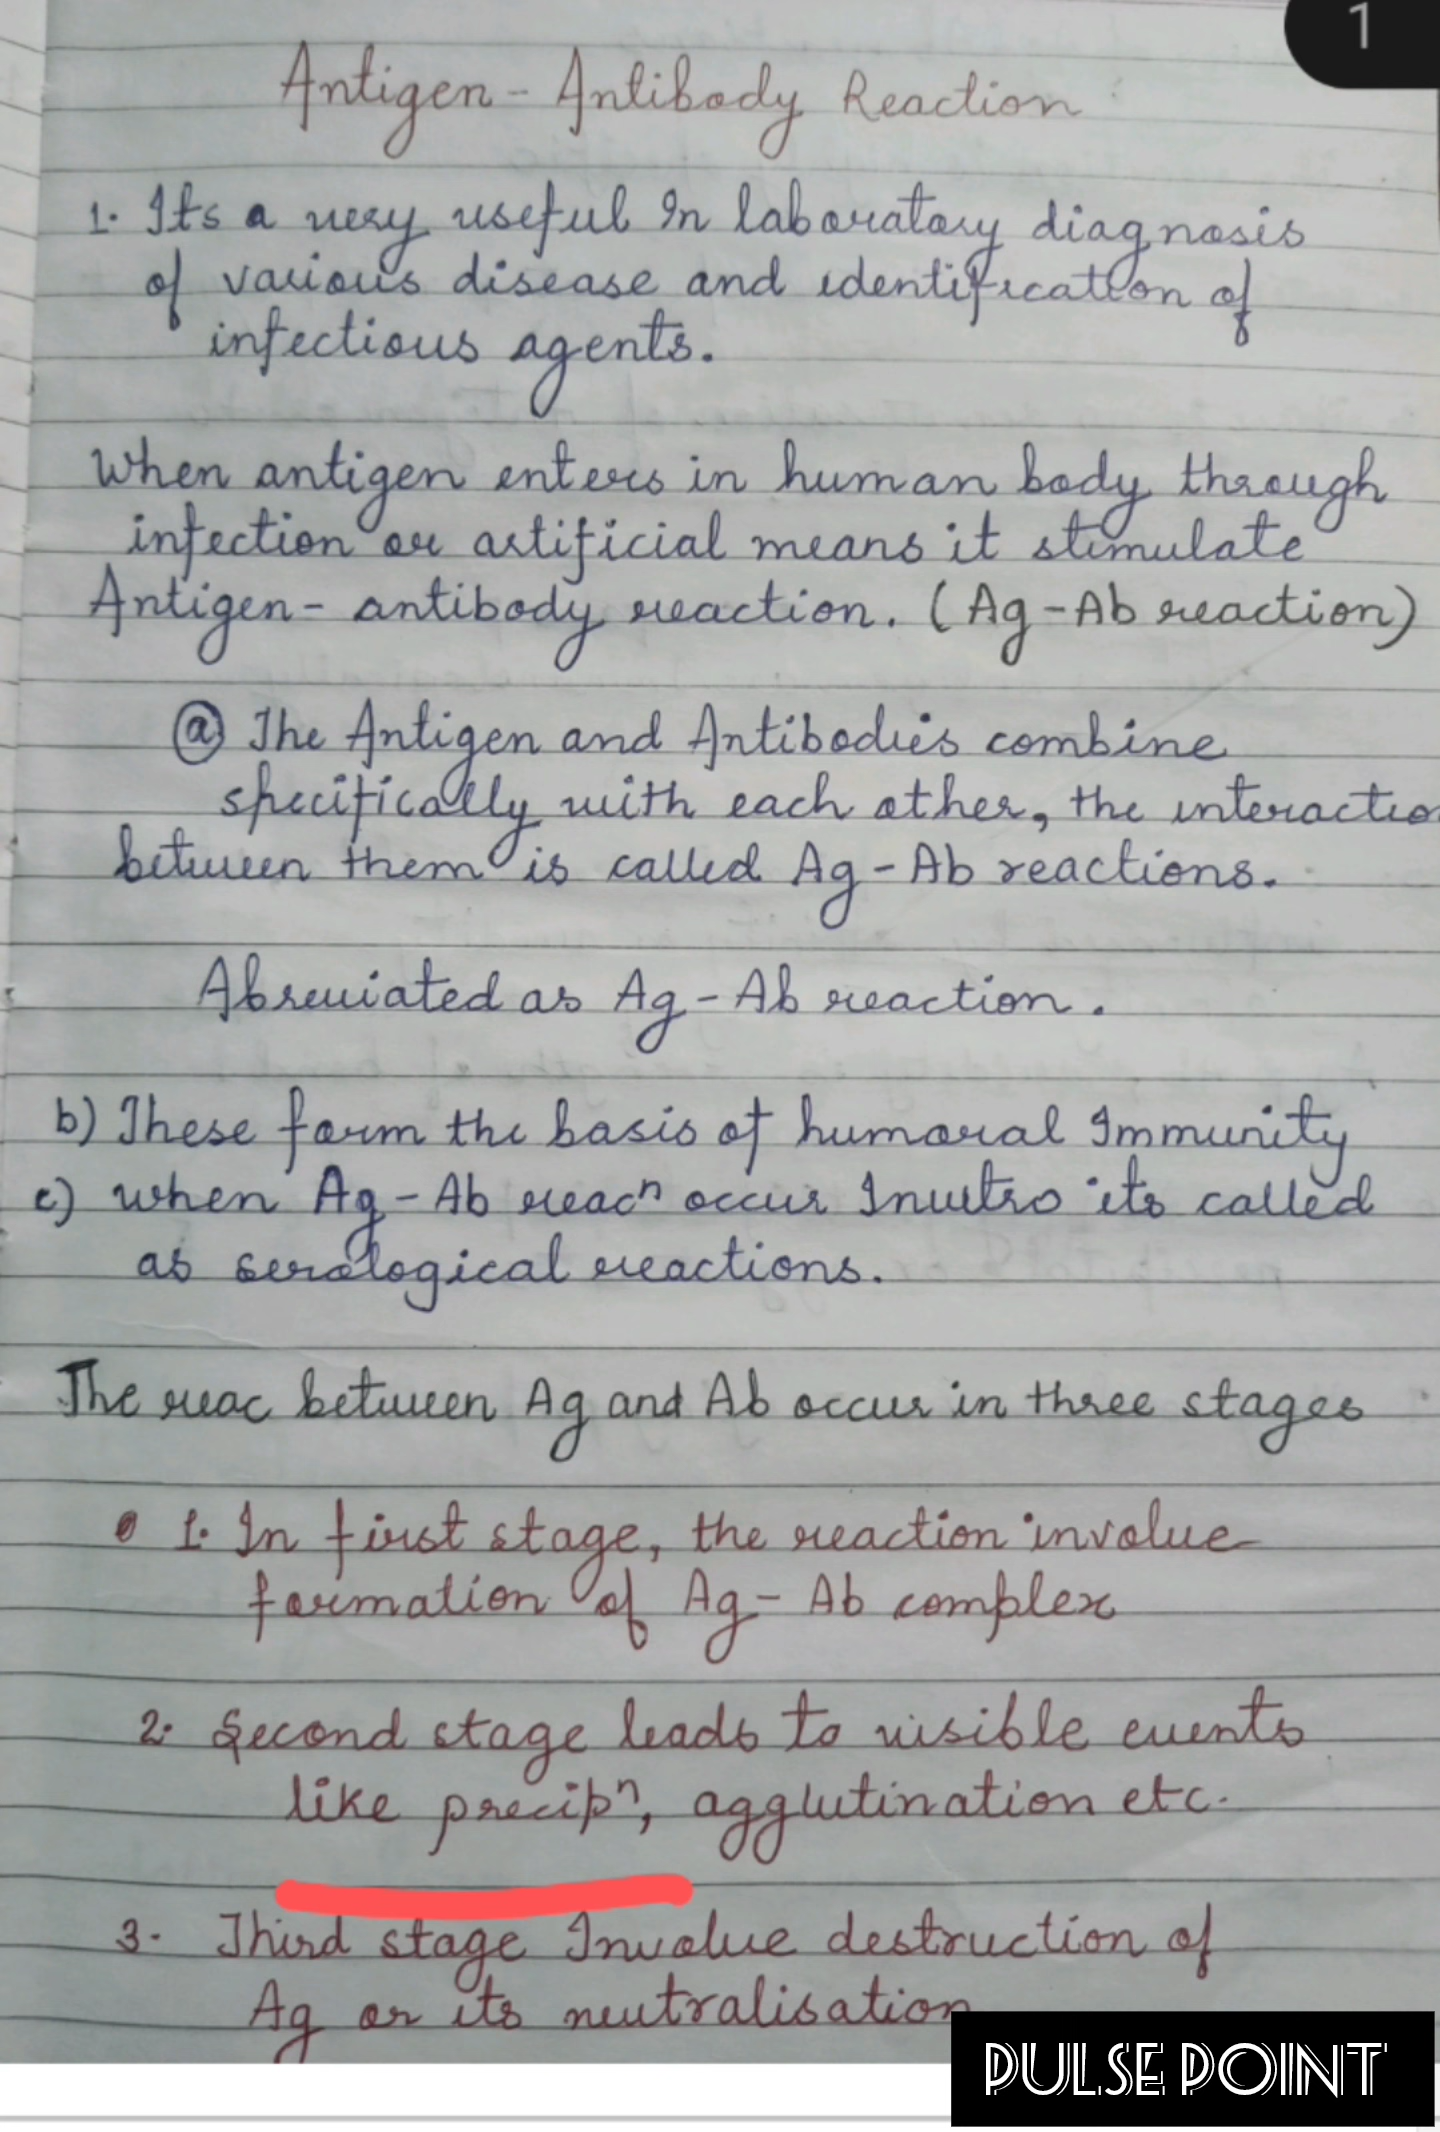 1
Antigen - Antibody Reaction
1. Its a very useful In laboratory diagnosis
of various disease and identification of
infectious agents.
When antigen enters in human body through
infection or artificial means it stimulate
Antigen - antibody reaction. (Ag - Ab reaction)
(a) The Antigen and Antibodies combine
specifically with each other, the interactio
between them is called Ag - Ab reactions.
Abreviated as Ag - Ab reaction.
b) These form the basis of humoral Immunity
c) when Ag - Ab reacⁿ occur Invitro its called
as serological reactions.
The reac between Ag and Ab occur in three stages
1. In first stage, the reaction involve
formation of Ag - Ab complex
2. Second stage leads to visible events
like precipⁿ, agglutination etc.
3. Third stage Involve destruction of
Ag or its neutralisation
PULSE POINT